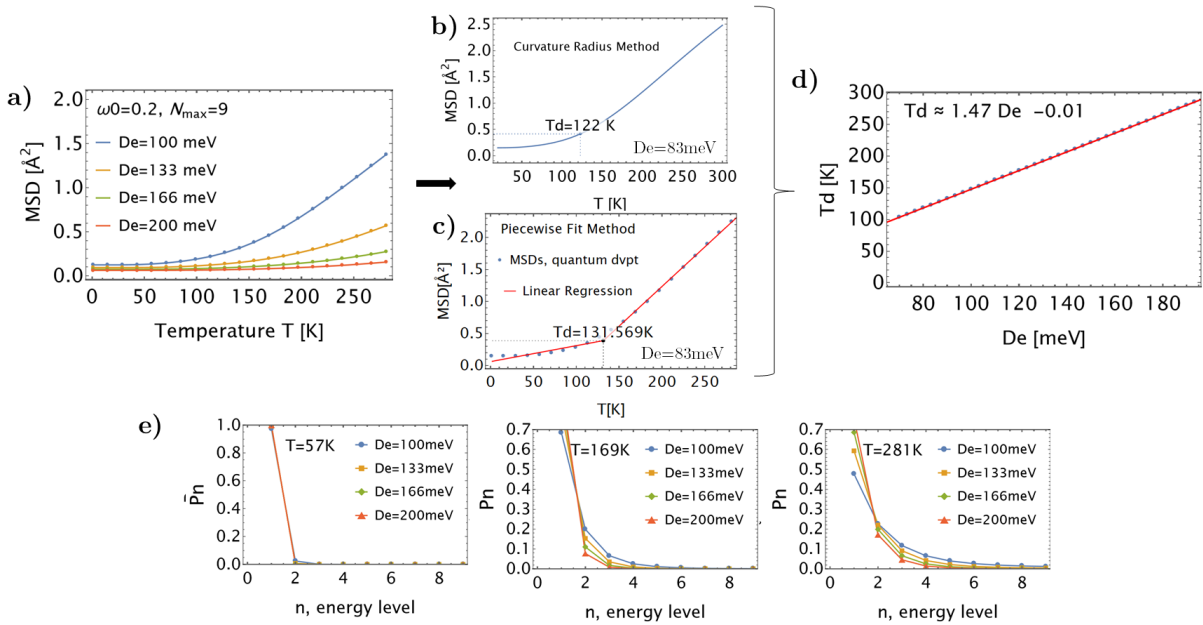 a)
ω0=0.2, Nmax=9
De=100 meV
De=133 meV
De=166 meV
De=200 meV
MSD [Å²]
2.0
1.5
1.0
0.5
0.0
0 50 100 150 200 250
Temperature T [K]
b)
Curvature Radius Method
MSD [Å²]
2.5
2.0
1.5
1.0
0.5
0.0
Td=122 K
De=83meV
50 100 150 200 250 300
T [K]
c)
Piecewise Fit Method
MSDs, quantum dvpt
Linear Regression
MSD[Å²]
2.0
1.5
1.0
0.5
0.0
Td=131.569K
De=83meV
0 50 100 150 200 250
T[K]
d)
Td ≈ 1.47 De −0.01
Td [K]
300
250
200
150
100
50
0
80 100 120 140 160 180
De [meV]
e)
T=57K
De=100meV
De=133meV
De=166meV
De=200meV
P̄n
1.0
0.8
0.6
0.4
0.2
0.0
0 2 4 6 8
n, energy level
T=169K
De=100meV
De=133meV
De=166meV
De=200meV
Pn
0.7
0.6
0.5
0.4
0.3
0.2
0.1
0.0
0 2 4 6 8
n, energy level
,
T=281K
De=100meV
De=133meV
De=166meV
De=200meV
Pn
0.7
0.6
0.5
0.4
0.3
0.2
0.1
0.0
0 2 4 6 8
n, energy level